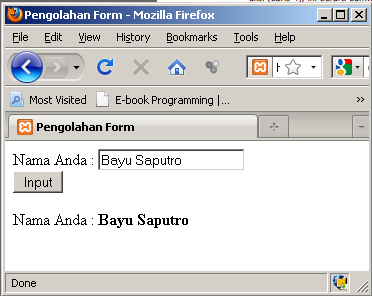 Pengolahan Form - Mozilla Firefox
File Edit View History Bookmarks Tools Help
Most Visited E-book Programming |... »
Pengolahan Form
Nama Anda : Bayu Saputro
Input
Nama Anda : Bayu Saputro
Done